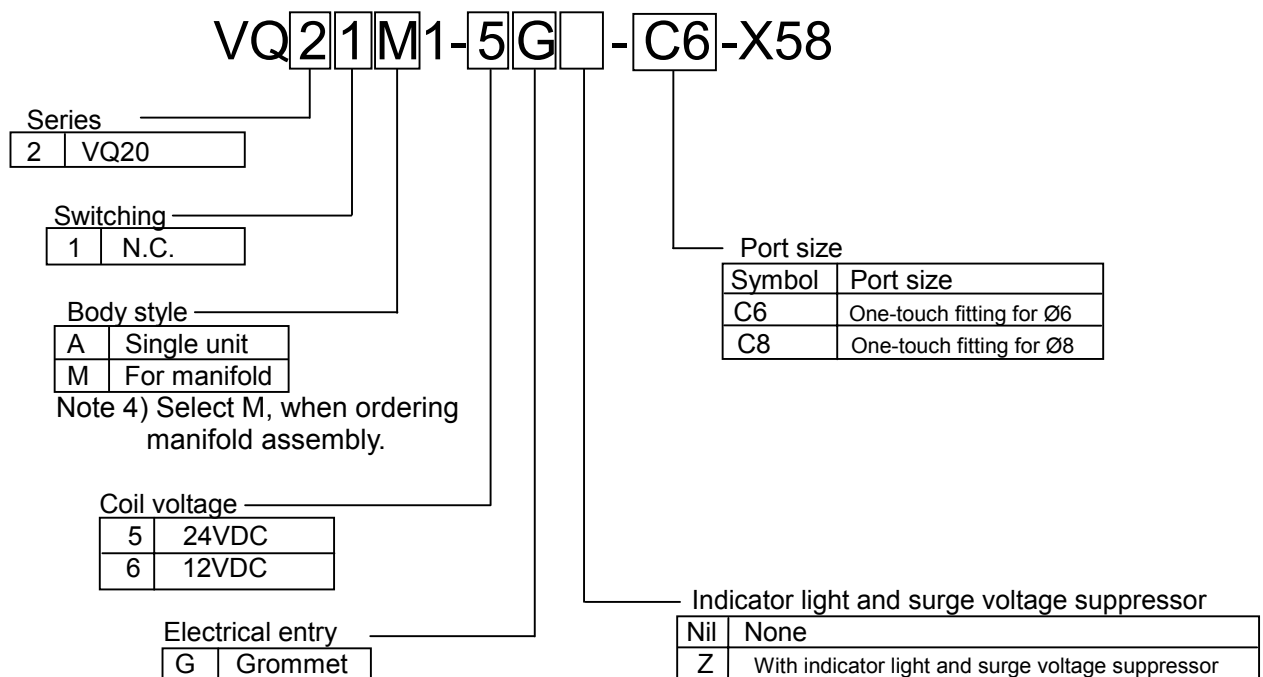 VQ21M1-5G -C6-X58
Series
2 VQ20
Switching
1 N.C.
Body style
A Single unit
M For manifold
Note 4) Select M, when ordering
manifold assembly.
Coil voltage
5 24VDC
6 12VDC
Electrical entry
G Grommet
Port size
Symbol Port size
C6 One-touch fitting for Ø6
C8 One-touch fitting for Ø8
Indicator light and surge voltage suppressor
Nil None
Z With indicator light and surge voltage suppressor